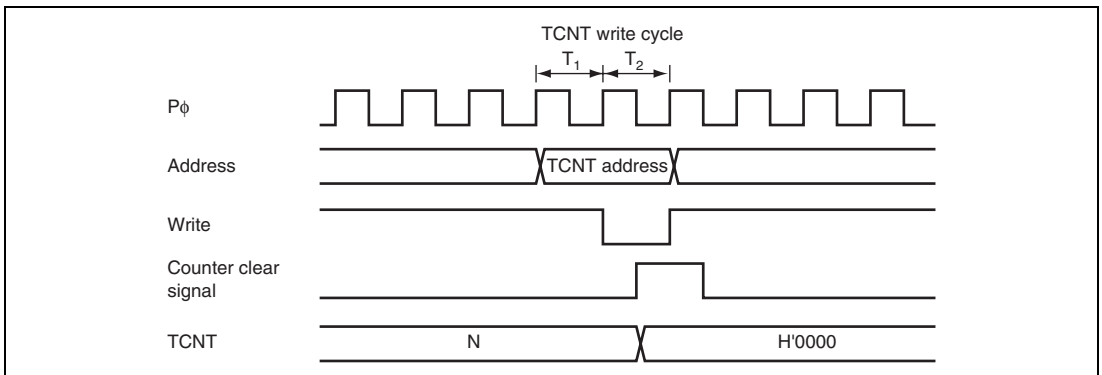 TCNT write cycle
T₁ T₂
Pϕ
Address
TCNT address
Write
Counter clear
signal
TCNT
N
H'0000